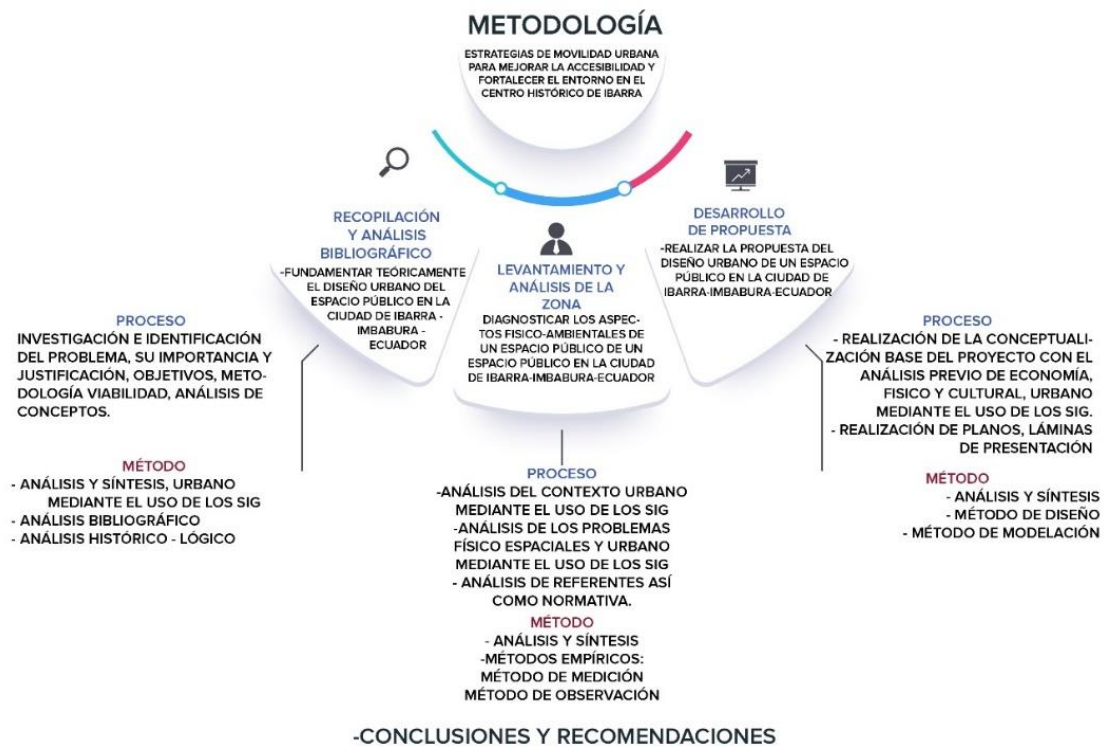 METODOLOGÍA
ESTRATEGIAS DE MOVILIDAD URBANA
PARA MEJORAR LA ACCESIBILIDAD Y
FORTALECER EL ENTORNO EN EL
CENTRO HISTÓRICO DE IBARRA
RECOPILACIÓN
Y ANÁLISIS
BIBLIOGRÁFICO
-FUNDAMENTAR TEÓRICAMENTE
EL DISEÑO URBANO DEL
ESPACIO PÚBLICO EN LA
CIUDAD DE IBARRA -
IMBABURA -
ECUADOR
PROCESO
INVESTIGACIÓN E IDENTIFICACIÓN
DEL PROBLEMA, SU IMPORTANCIA Y
JUSTIFICACIÓN, OBJETIVOS, METO-
DOLOGÍA VIABILIDAD, ANÁLISIS DE
CONCEPTOS.
MÉTODO
- ANÁLISIS Y SÍNTESIS, URBANO
MEDIANTE EL USO DE LOS SIG
- ANÁLISIS BIBLIOGRÁFICO
- ANÁLISIS HISTÓRICO - LÓGICO
LEVANTAMIENTO Y
ANÁLISIS DE LA
ZONA
DIAGNOSTICAR LOS ASPEC-
TOS FISICO-AMBIENTALES DE
UN ESPACIO PÚBLICO DE UN
ESPACIO PÚBLICO EN LA CIUDAD
DE IBARRA-IMBABURA-ECUADOR
PROCESO
-ANÁLISIS DEL CONTEXTO URBANO
MEDIANTE EL USO DE LOS SIG
-ANÁLISIS DE LOS PROBLEMAS
FÍSICO ESPACIALES Y URBANO
MEDIANTE EL USO DE LOS SIG
- ANÁLISIS DE REFERENTES ASÍ
COMO NORMATIVA.
MÉTODO
- ANÁLISIS Y SÍNTESIS
-MÉTODOS EMPÍRICOS:
MÉTODO DE MEDICIÓN
MÉTODO DE OBSERVACIÓN
DESARROLLO
DE PROPUESTA
-REALIZAR LA PROPUESTA DEL
DISEÑO URBANO DE UN ESPACIO
PÚBLICO EN LA CIUDAD DE
IBARRA-IMBABURA-ECUADOR
PROCESO
- REALIZACIÓN DE LA CONCEPTUALI-
ZACIÓN BASE DEL PROYECTO CON EL
ANÁLISIS PREVIO DE ECONOMÍA,
FISICO Y CULTURAL, URBANO
MEDIANTE EL USO DE LOS SIG.
- REALIZACIÓN DE PLANOS, LÁMINAS
DE PRESENTACIÓN
MÉTODO
- ANÁLISIS Y SÍNTESIS
- MÉTODO DE DISEÑO
- MÉTODO DE MODELACIÓN
-CONCLUSIONES Y RECOMENDACIONES